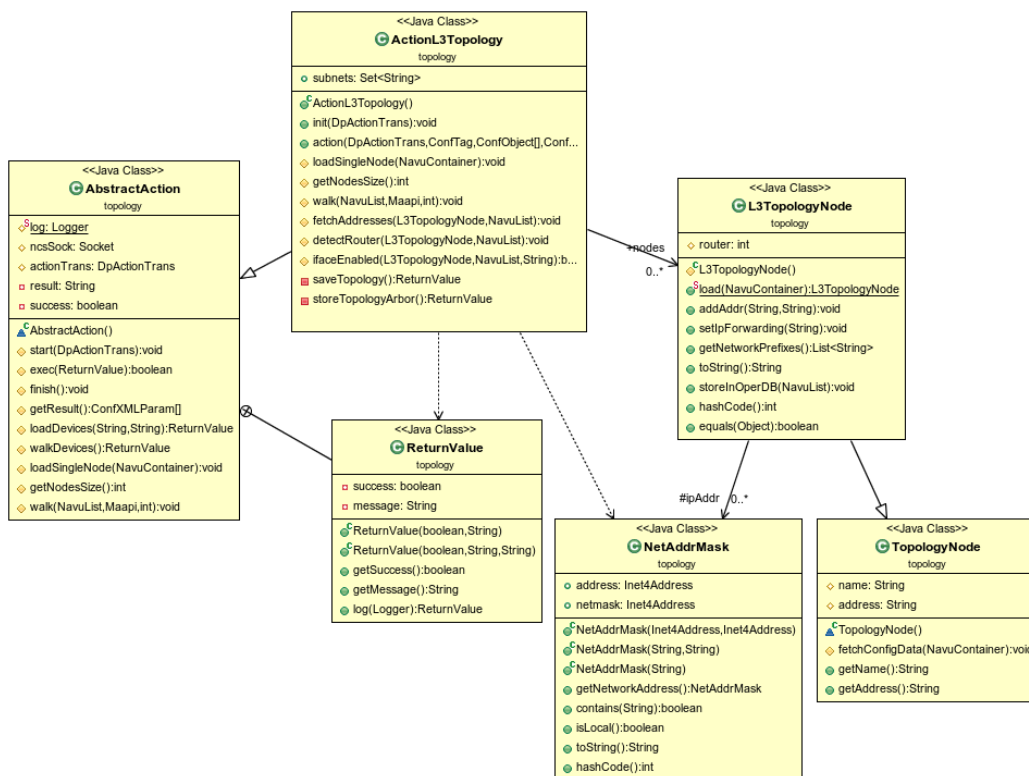 <<Java Class>>
ActionL3Topology
topology
subnets: Set<String>
ActionL3Topology()
init(DpActionTrans):void
action(DpActionTrans,ConfTag,ConfObject[],Conf...
loadSingleNode(NavuContainer):void
getNodesSize():int
walk(NavuList,Maapi,int):void
fetchAddresses(L3TopologyNode,NavuList):void
detectRouter(L3TopologyNode,NavuList):void
ifaceEnabled(L3TopologyNode,NavuList,String):b...
saveTopology():ReturnValue
storeTopologyArbor():ReturnValue
<<Java Class>>
AbstractAction
topology
log: Logger
ncsSock: Socket
actionTrans: DpActionTrans
result: String
success: boolean
AbstractAction()
start(DpActionTrans):void
exec(ReturnValue):boolean
finish():void
getResult():ConfXMLParam[]
loadDevices(String,String):ReturnValue
walkDevices():ReturnValue
loadSingleNode(NavuContainer):void
getNodesSize():int
walk(NavuList,Maapi,int):void
+nodes
0..*
<<Java Class>>
L3TopologyNode
topology
router: int
L3TopologyNode()
load(NavuContainer):L3TopologyNode
addAddr(String,String):void
setIpForwarding(String):void
getNetworkPrefixes():List<String>
toString():String
storeInOperDB(NavuList):void
hashCode():int
equals(Object):boolean
<<Java Class>>
ReturnValue
topology
success: boolean
message: String
ReturnValue(boolean,String)
ReturnValue(boolean,String,String)
getSuccess():boolean
getMessage():String
log(Logger):ReturnValue
#ipAddr 0..*
<<Java Class>>
NetAddrMask
topology
address: Inet4Address
netmask: Inet4Address
NetAddrMask(Inet4Address,Inet4Address)
NetAddrMask(String,String)
NetAddrMask(String)
getNetworkAddress():NetAddrMask
contains(String):boolean
isLocal():boolean
toString():String
hashCode():int
<<Java Class>>
TopologyNode
topology
name: String
address: String
TopologyNode()
fetchConfigData(NavuContainer):void
getName():String
getAddress():String